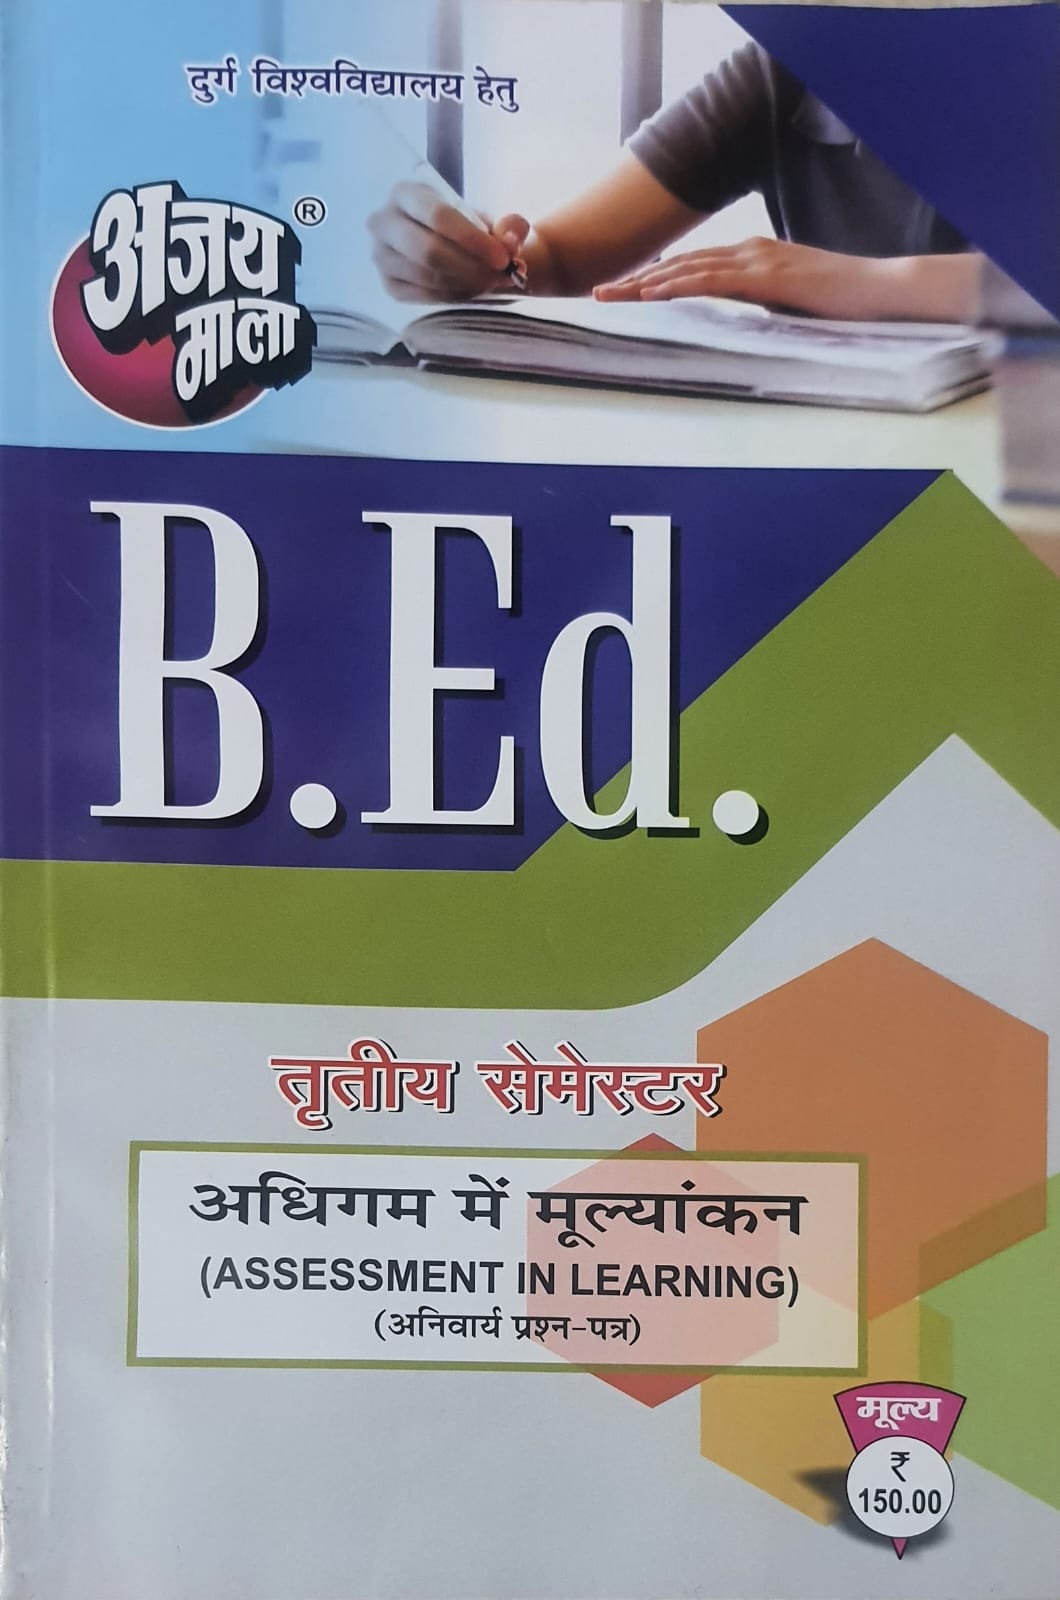 दुर्ग विश्वविद्यालय हेतु
अजय ®
माला
B.Ed.
तृतीय सेमेस्टर
अधिगम में मूल्यांकन
(ASSESSMENT IN LEARNING)
(अनिवार्य प्रश्न-पत्र)
मूल्य
₹
150.00